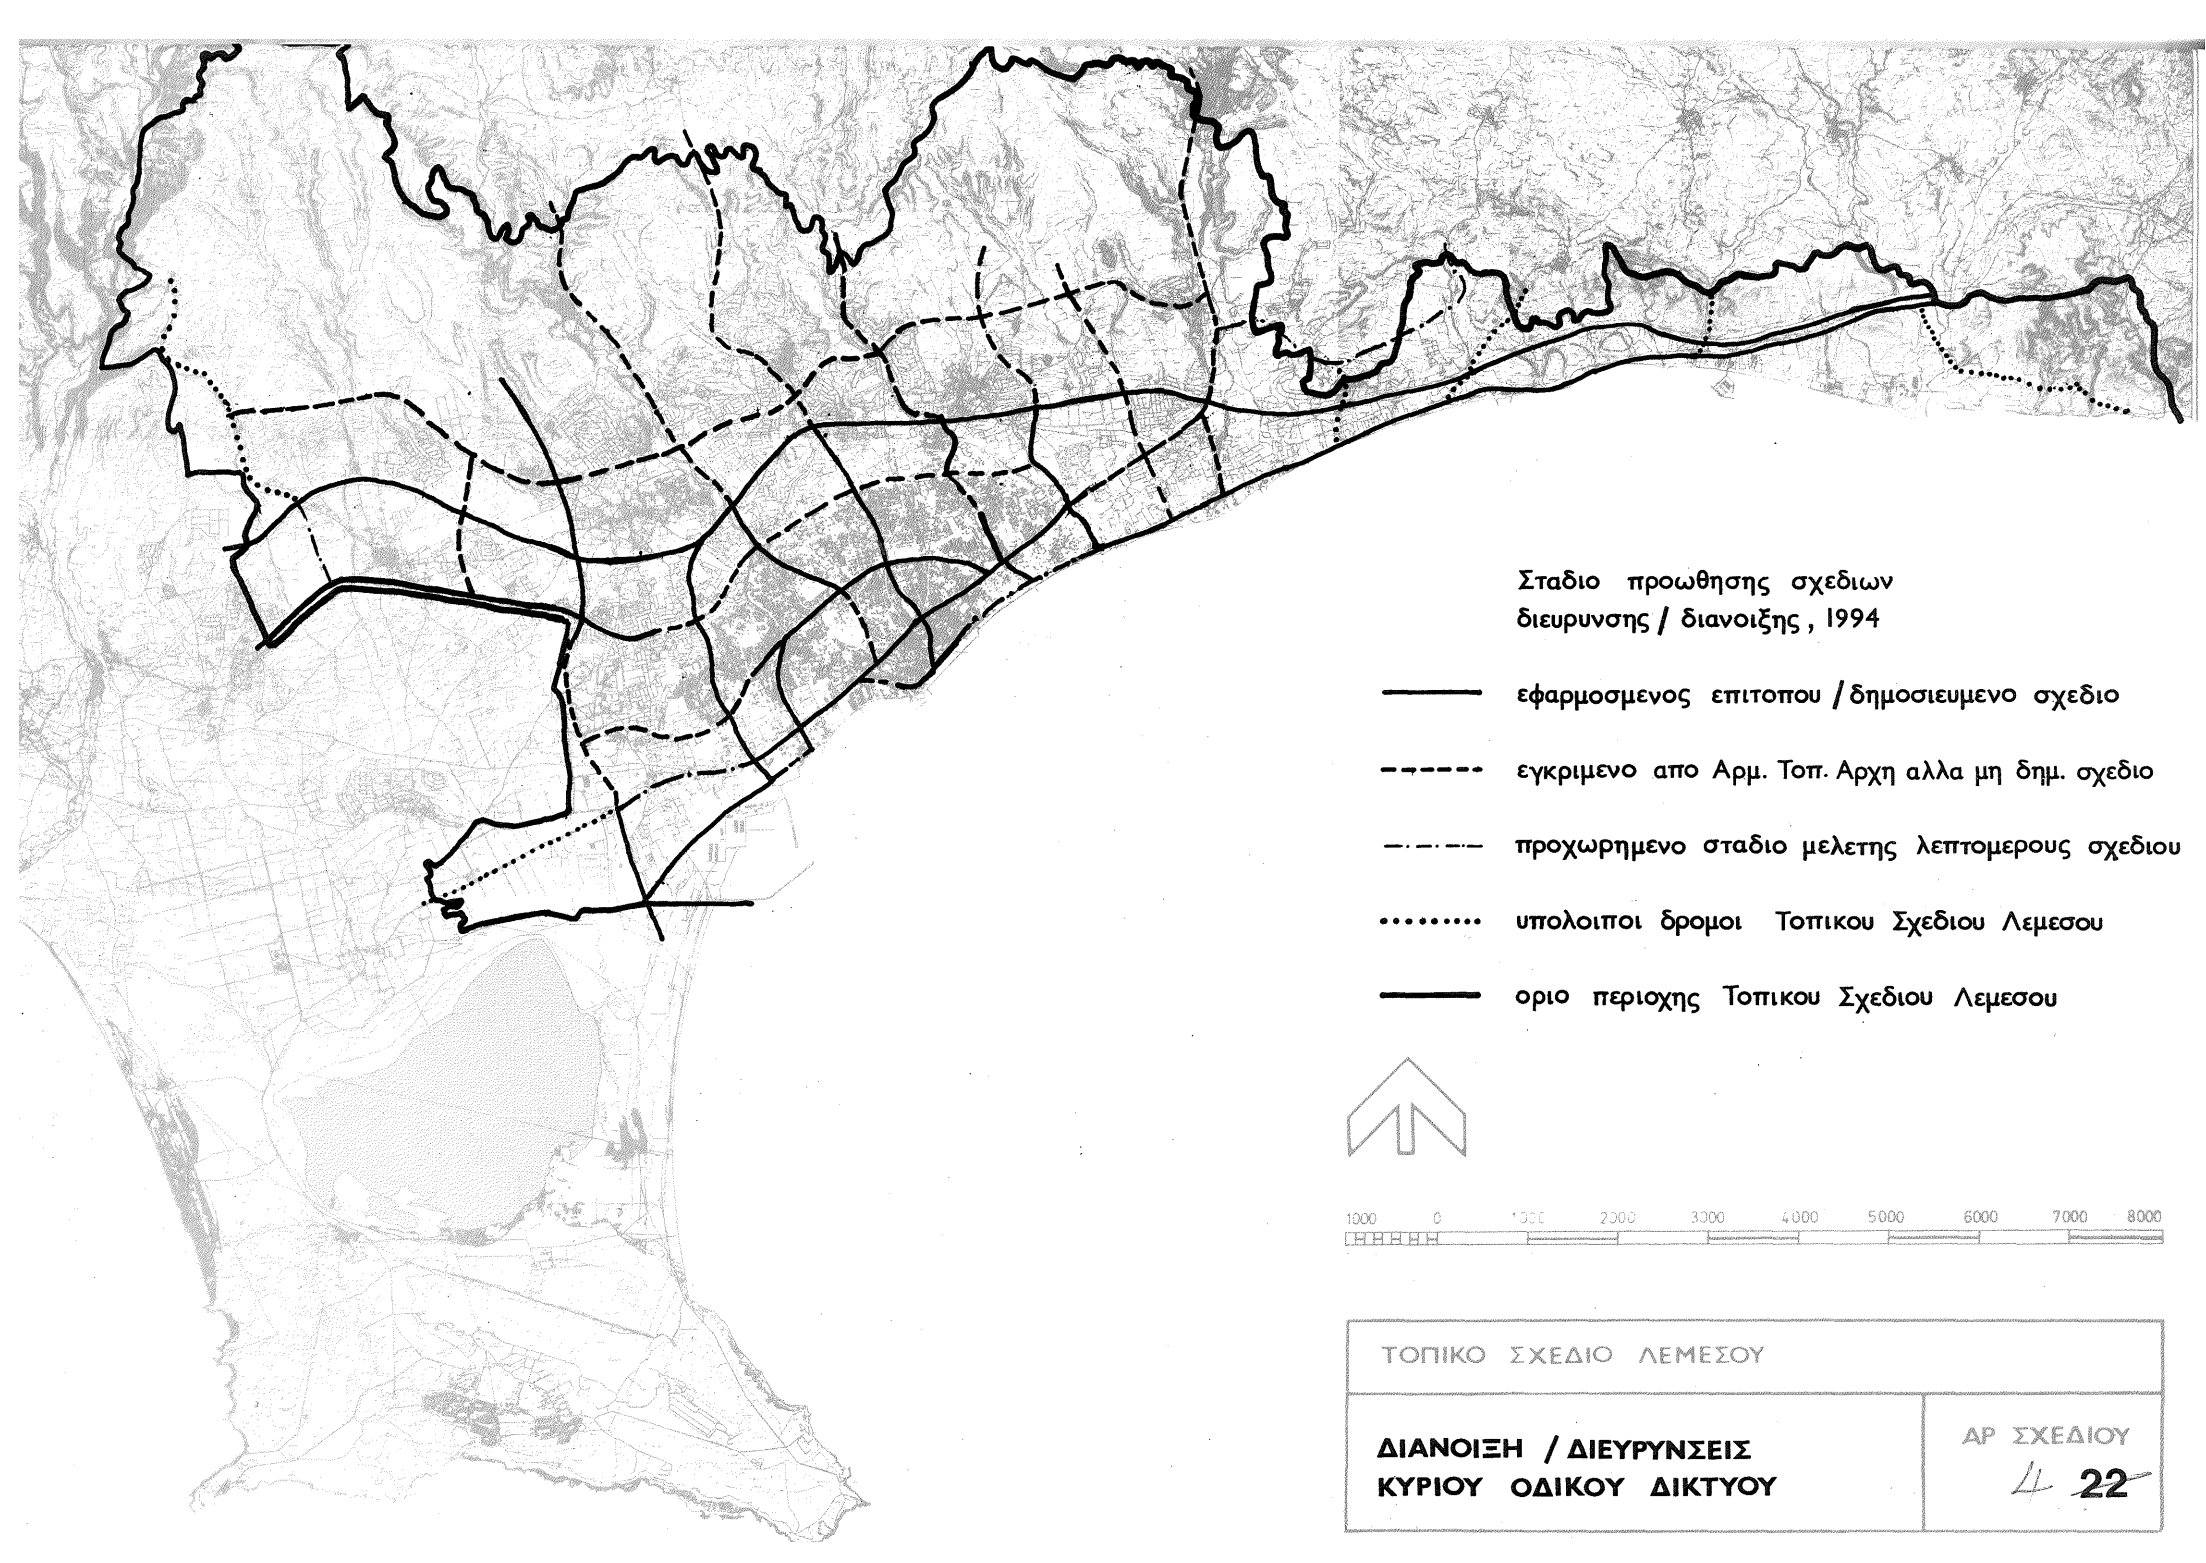 Σταδιο προωθησης σχεδιων
διευρυνσης / διανοιξης , 1994
εφαρμοσμενος επιτοπου / δημοσιευμενο σχεδιο
εγκριμενο απο Αρμ. Τοπ. Αρχη αλλα μη δημ. σχεδιο
προχωρημενο σταδιο μελετης λεπτομερους σχεδιου
υπολοιποι δρομοι Τοπικου Σχεδιου Λεμεσου
οριο περιοχης Τοπικου Σχεδιου Λεμεσου
1000 0 1000 2000 3000 4000 5000 6000 7000 8000
ΤΟΠΙΚΟ ΣΧΕΔΙΟ ΛΕΜΕΣΟΥ
ΔΙΑΝΟΙΞΗ / ΔΙΕΥΡΥΝΣΕΙΣ
ΚΥΡΙΟΥ ΟΔΙΚΟΥ ΔΙΚΤΥΟΥ
ΑΡ ΣΧΕΔΙΟΥ
4 22